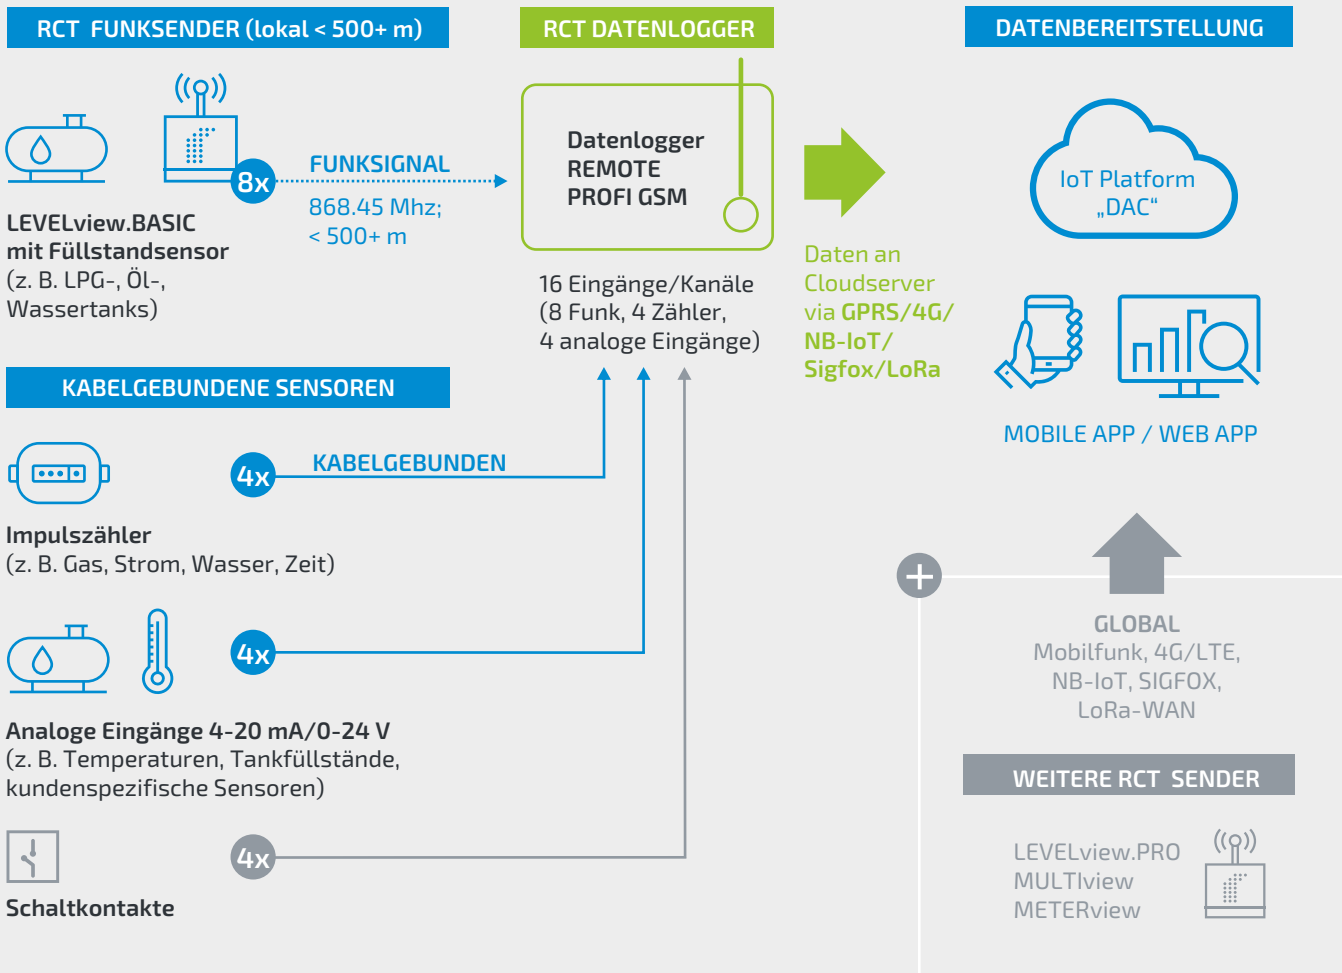 RCT FUNKSENDER (lokal < 500+ m)
8x
FUNKSIGNAL
868.45 Mhz;
< 500+ m
LEVELview.BASIC
mit Füllstandsensor
(z. B. LPG-, Öl-,
Wassertanks)
KABELGEBUNDENE SENSOREN
4x
KABELGEBUNDEN
Impulszähler
(z. B. Gas, Strom, Wasser, Zeit)
4x
Analoge Eingänge 4-20 mA/0-24 V
(z. B. Temperaturen, Tankfüllstände,
kundenspezifische Sensoren)
4x
Schaltkontakte
RCT DATENLOGGER
Datenlogger
REMOTE
PROFI GSM
16 Eingänge/Kanäle
(8 Funk, 4 Zähler,
4 analoge Eingänge)
Daten an
Cloudserver
via GPRS/4G/
NB-IoT/
Sigfox/LoRa
DATENBEREITSTELLUNG
IoT Platform
„DAC“
MOBILE APP / WEB APP
+
GLOBAL
Mobilfunk, 4G/LTE,
NB-IoT, SIGFOX,
LoRa-WAN
WEITERE RCT SENDER
LEVELview.PRO
MULTIview
METERview